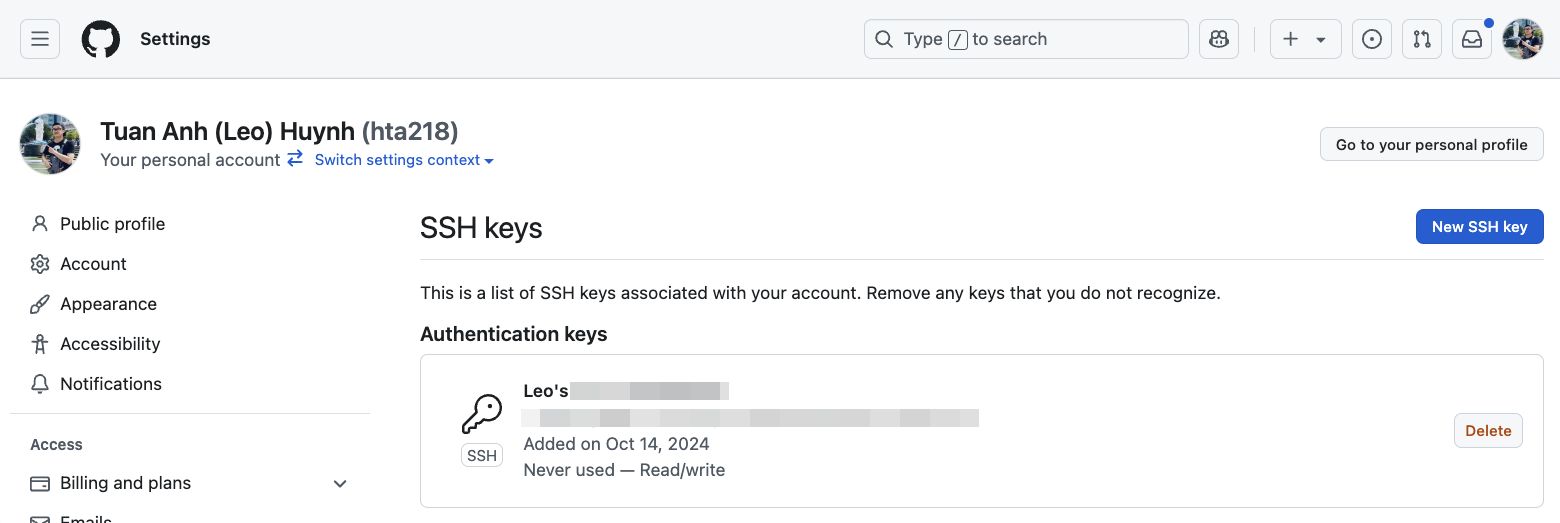 Settings
Type / to search
Tuan Anh (Leo) Huynh (hta218)
Your personal account Switch settings context
Go to your personal profile
Public profile
Account
Appearance
Accessibility
Notifications
Access
Billing and plans
Emails
SSH keys
New SSH key
This is a list of SSH keys associated with your account. Remove any keys that you do not recognize.
Authentication keys
Leo's
SSH
Added on Oct 14, 2024
Never used — Read/write
Delete